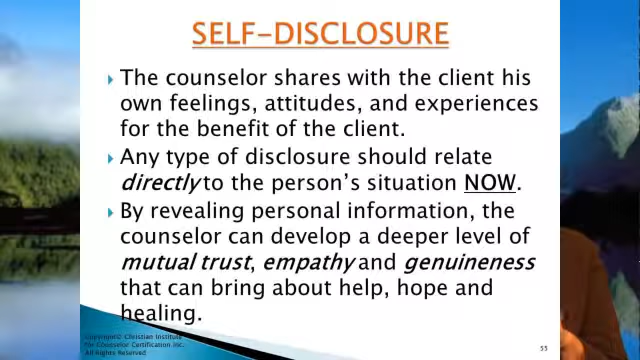 SELF-DISCLOSURE
The counselor shares with the client his
own feelings, attitudes, and experiences
for the benefit of the client.
Any type of disclosure should relate
directly to the person's situation NOW.
By revealing personal information, the
counselor can develop a deeper level of
mutual trust, empathy and genuineness
that can bring about help, hope and
healing.
Copyright© Christian Institute
for Counselor Certification Inc.
All Rights Reserved
55